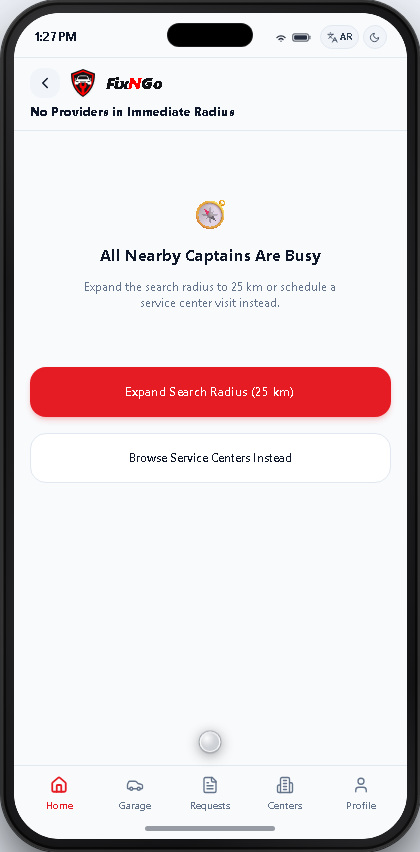 1:27 PM
AR
FixNGo
No Providers in Immediate Radius
All Nearby Captains Are Busy
Expand the search radius to 25 km or schedule a
service center visit instead.
Expand Search Radius (25 km)
Browse Service Centers Instead
Home
Garage
Requests
Centers
Profile